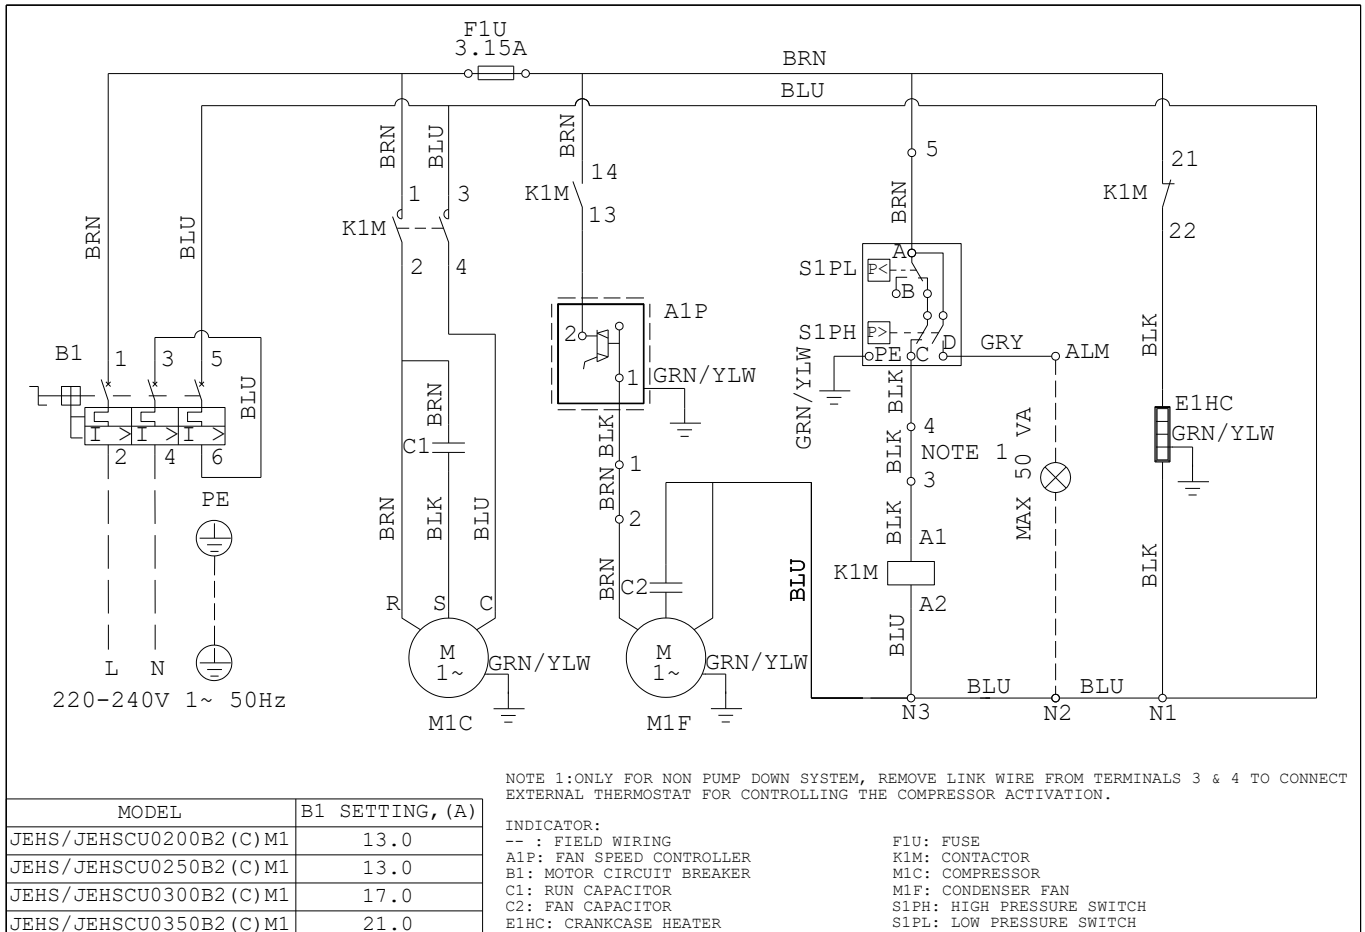 F1U
3.15A
BRN
BLU
BRN
BLU
BRN
BLU
BRN
BRN
5
BRN
14
K1M
13
1
3
K1M
2
4
21
K1M
22
A
S1PL
P<
B
S1PH
P>
PE
C
D
GRY
ALM
GRN/YLW
A1P
2
1
GRN/YLW
BLK
B1
1
3
5
BLU
I >
I >
I >
2
4
6
BRN
C1
BLK
1
BRN
2
BLK
4
BLK
NOTE 1
3
MAX 50 VA
E1HC
GRN/YLW
PE
BRN
BLK
BLU
BRN
C2
BLU
BLK
A1
K1M
A2
BLU
BLK
R
S
C
M
1~
GRN/YLW
M1C
M
1~
GRN/YLW
M1F
L
N
220-240V 1~ 50Hz
BLU
BLU
N3
N2
N1
NOTE 1:ONLY FOR NON PUMP DOWN SYSTEM, REMOVE LINK WIRE FROM TERMINALS 3 & 4 TO CONNECT
EXTERNAL THERMOSTAT FOR CONTROLLING THE COMPRESSOR ACTIVATION.
MODEL
B1 SETTING,(A)
JEHS/JEHSCU0200B2(C)M1
13.0
JEHS/JEHSCU0250B2(C)M1
13.0
JEHS/JEHSCU0300B2(C)M1
17.0
JEHS/JEHSCU0350B2(C)M1
21.0
INDICATOR:
-- : FIELD WIRING
A1P: FAN SPEED CONTROLLER
B1: MOTOR CIRCUIT BREAKER
C1: RUN CAPACITOR
C2: FAN CAPACITOR
E1HC: CRANKCASE HEATER
F1U: FUSE
K1M: CONTACTOR
M1C: COMPRESSOR
M1F: CONDENSER FAN
S1PH: HIGH PRESSURE SWITCH
S1PL: LOW PRESSURE SWITCH